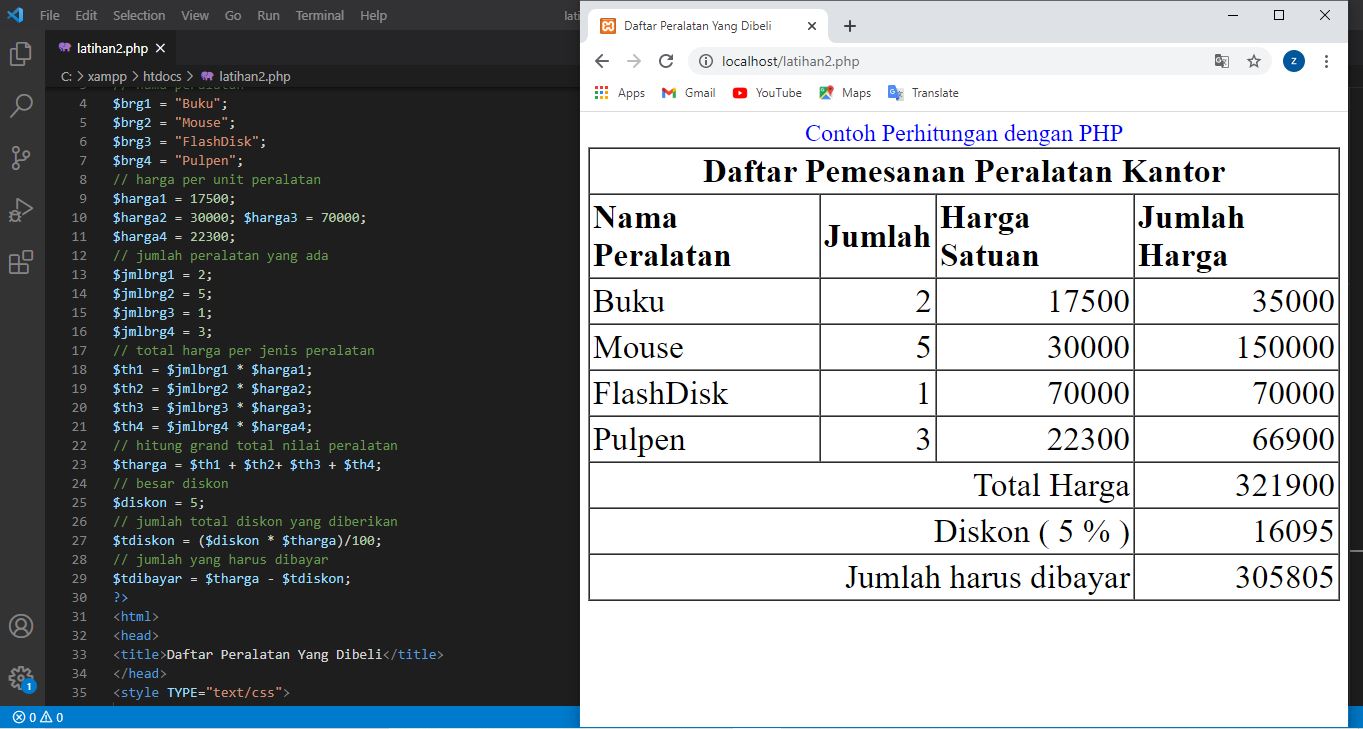 File Edit Selection View Go Run Terminal Help lati
latihan2.php
C: > xampp > htdocs > latihan2.php
3 // nama peralatan
4 $brg1 = "Buku";
5 $brg2 = "Mouse";
6 $brg3 = "FlashDisk";
7 $brg4 = "Pulpen";
8 // harga per unit peralatan
9 $harga1 = 17500;
10 $harga2 = 30000; $harga3 = 70000;
11 $harga4 = 22300;
12 // jumlah peralatan yang ada
13 $jmlbrg1 = 2;
14 $jmlbrg2 = 5;
15 $jmlbrg3 = 1;
16 $jmlbrg4 = 3;
17 // total harga per jenis peralatan
18 $th1 = $jmlbrg1 * $harga1;
19 $th2 = $jmlbrg2 * $harga2;
20 $th3 = $jmlbrg3 * $harga3;
21 $th4 = $jmlbrg4 * $harga4;
22 // hitung grand total nilai peralatan
23 $tharga = $th1 + $th2+ $th3 + $th4;
24 // besar diskon
25 $diskon = 5;
26 // jumlah total diskon yang diberikan
27 $tdiskon = ($diskon * $tharga)/100;
28 // jumlah yang harus dibayar
29 $tdibayar = $tharga - $tdiskon;
30 ?>
31 <html>
32 <head>
33 <title>Daftar Peralatan Yang Dibeli</title>
34 </head>
35 <style TYPE="text/css">
1
0 0
Daftar Peralatan Yang Dibeli
localhost/latihan2.php
Z
Apps Gmail YouTube Maps Translate
Contoh Perhitungan dengan PHP
Daftar Pemesanan Peralatan Kantor
Nama Peralatan Jumlah Harga Satuan Jumlah Harga
Buku 2 17500 35000
Mouse 5 30000 150000
FlashDisk 1 70000 70000
Pulpen 3 22300 66900
Total Harga 321900
Diskon ( 5 % ) 16095
Jumlah harus dibayar 305805